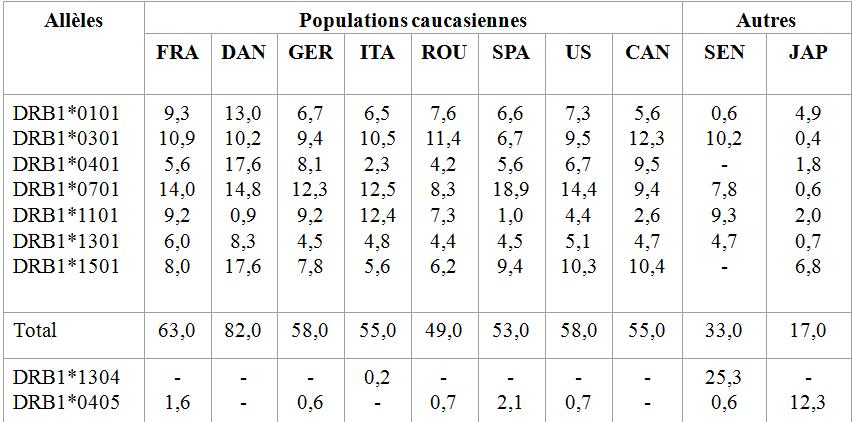 Allèles Populations caucasiennes Autres
FRA DAN GER ITA ROU SPA US CAN SEN JAP
DRB1*0101 9,3 13,0 6,7 6,5 7,6 6,6 7,3 5,6 0,6 4,9
DRB1*0301 10,9 10,2 9,4 10,5 11,4 6,7 9,5 12,3 10,2 0,4
DRB1*0401 5,6 17,6 8,1 2,3 4,2 5,6 6,7 9,5 - 1,8
DRB1*0701 14,0 14,8 12,3 12,5 8,3 18,9 14,4 9,4 7,8 0,6
DRB1*1101 9,2 0,9 9,2 12,4 7,3 1,0 4,4 2,6 9,3 2,0
DRB1*1301 6,0 8,3 4,5 4,8 4,4 4,5 5,1 4,7 4,7 0,7
DRB1*1501 8,0 17,6 7,8 5,6 6,2 9,4 10,3 10,4 - 6,8
Total 63,0 82,0 58,0 55,0 49,0 53,0 58,0 55,0 33,0 17,0
DRB1*1304 - - - 0,2 - - - - 25,3 -
DRB1*0405 1,6 - 0,6 - 0,7 2,1 0,7 - 0,6 12,3